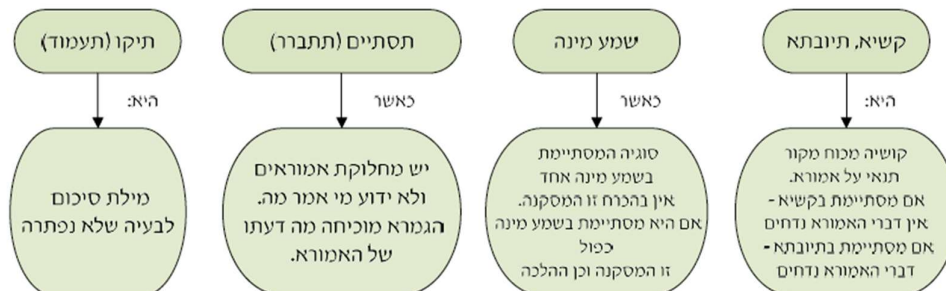 קשיא, תיובתא
היא:
קושיה מכוח מקור
תנאי על אמורא.
אם מסתיימת בקשיא -
אין דברי האמורא נדחים
אם מסתיימת בתיובתא -
דברי האמורא נדחים
שמע מינה
כאשר
סוגיה המסתיימת
בשמע מינה אחד
אין בהכרח זו המסקנה.
אם היא מסתיימת בשמע מינה
כפול
זו המסקנה וכן ההלכה
תסתיים (תתברר)
כאשר
יש מחלוקת אמוראים
ולא ידוע מי אמר מה.
הגמרא מוכיחה מה דעתו
של האמורא.
תיקו (תעמוד)
היא:
מילת סיכום
לבעיה שלא נפתרה